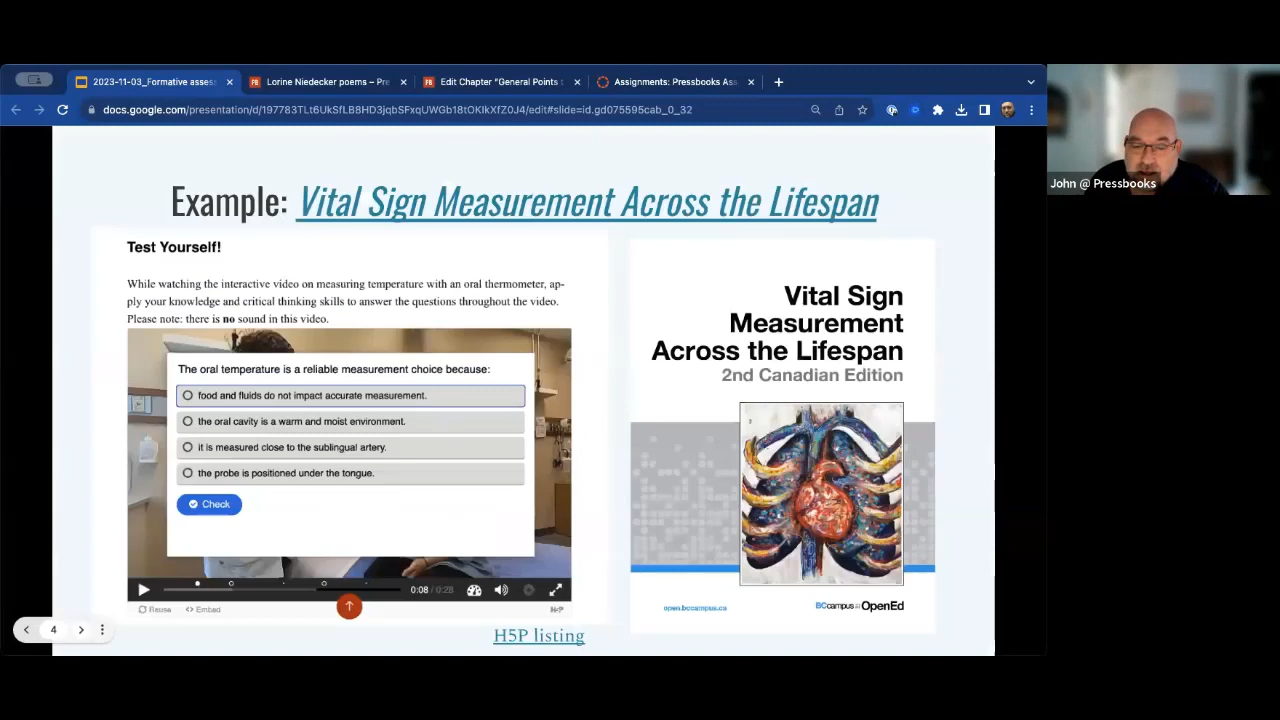 2023-11-03_Formative asses
Lorine Niedecker poems – Pre
Edit Chapter "General Points t
Assignments: Pressbooks Ass
docs.google.com/presentation/d/197783TLt6UkSfLB8HD3jqbSFxqUWGb18tOKIkXfZ0J4/edit#slide=id.gd075595cab_0_32
John @ Pressbooks
Example: Vital Sign Measurement Across the Lifespan
Test Yourself!
While watching the interactive video on measuring temperature with an oral thermometer, ap-
ply your knowledge and critical thinking skills to answer the questions throughout the video.
Please note: there is no sound in this video.
The oral temperature is a reliable measurement choice because:
food and fluids do not impact accurate measurement.
the oral cavity is a warm and moist environment.
it is measured close to the sublingual artery.
the probe is positioned under the tongue.
Check
0:08 / 0:28
Reuse
<> Embed
H5P
Vital Sign
Measurement
Across the Lifespan
2nd Canadian Edition
open.bccampus.ca
BCcampus OpenEd
4
H5P listing